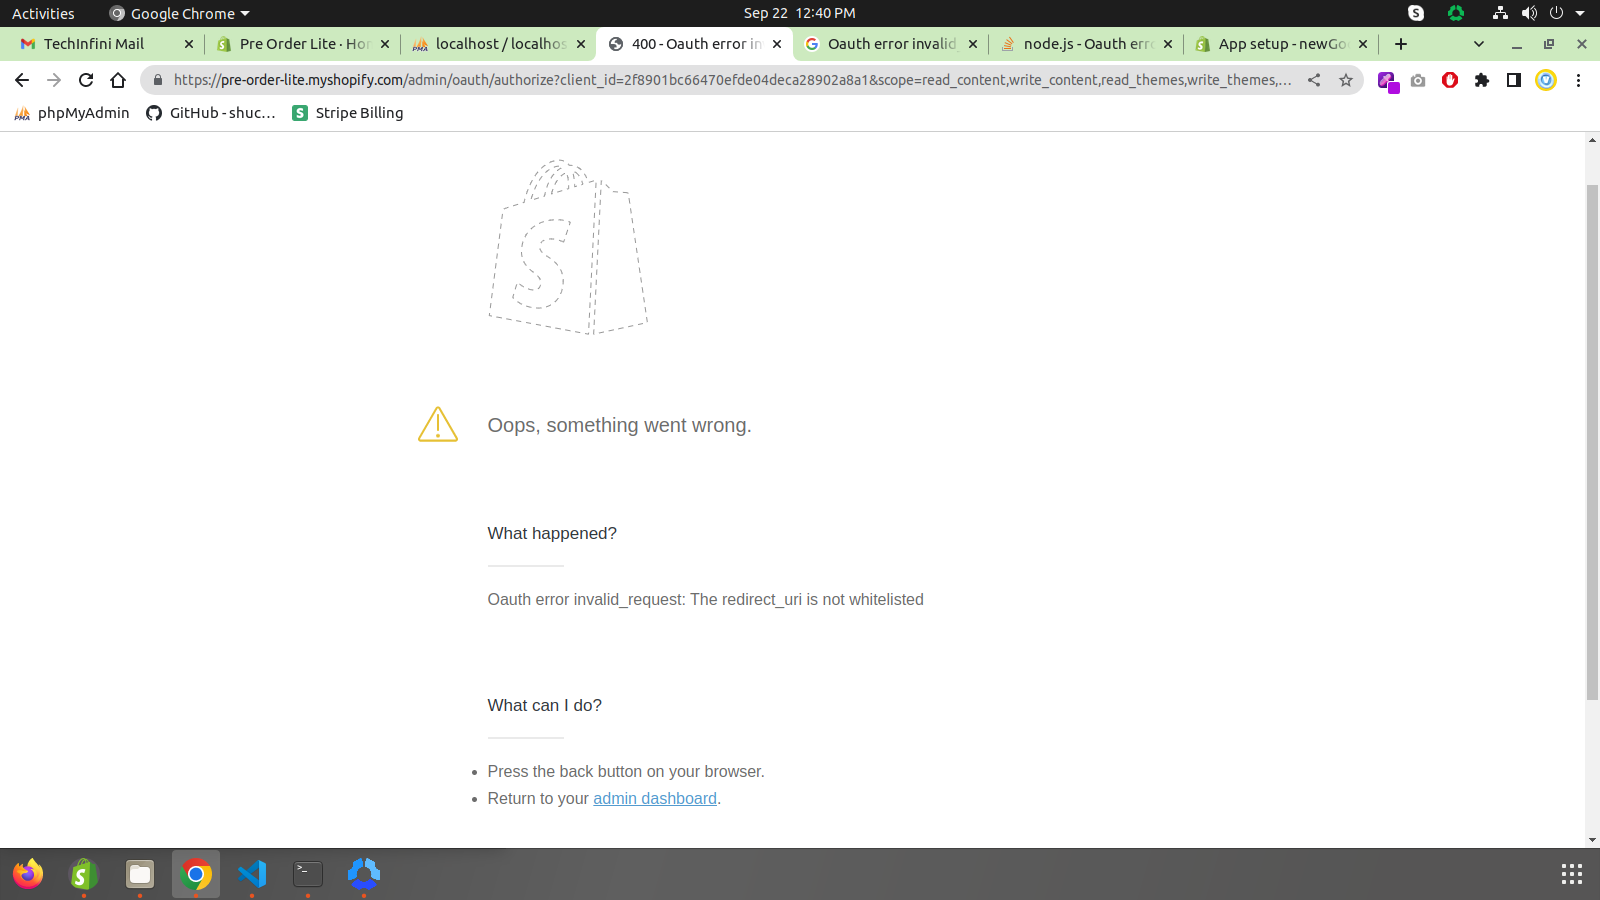 Activities Google Chrome Sep 22 12:40 PM
TechInfini Mail Pre Order Lite · Hor localhost / localhos 400 - Oauth error in Oauth error invalid_ node.js - Oauth erro App setup - newGo
https://pre-order-lite.myshopify.com/admin/oauth/authorize?client_id=2f8901bc66470efde04deca28902a8a1&scope=read_content,write_content,read_themes,write_themes,...
phpMyAdmin GitHub - shuc... Stripe Billing
Oops, something went wrong.
What happened?
Oauth error invalid_request: The redirect_uri is not whitelisted
What can I do?
• Press the back button on your browser.
• Return to your admin dashboard.